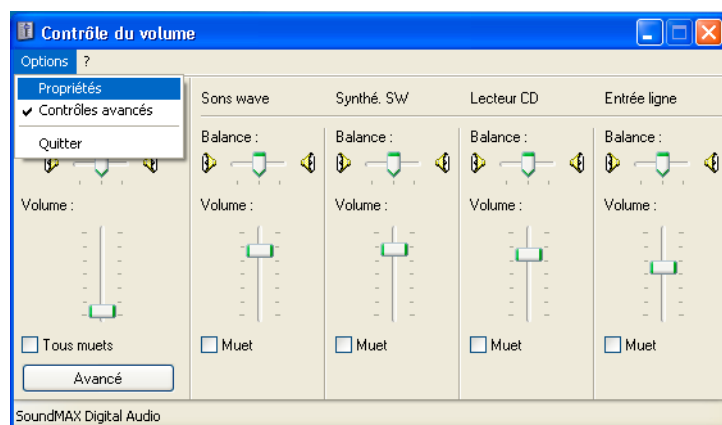 Contrôle du volume
Options ?
Propriétés
Contrôles avancés
Quitter
Sons wave
Synthé. SW
Lecteur CD
Entrée ligne
Balance :
Balance :
Balance :
Balance :
Volume :
Volume :
Volume :
Volume :
Volume :
Tous muets
Muet
Muet
Muet
Muet
Avancé
SoundMAX Digital Audio